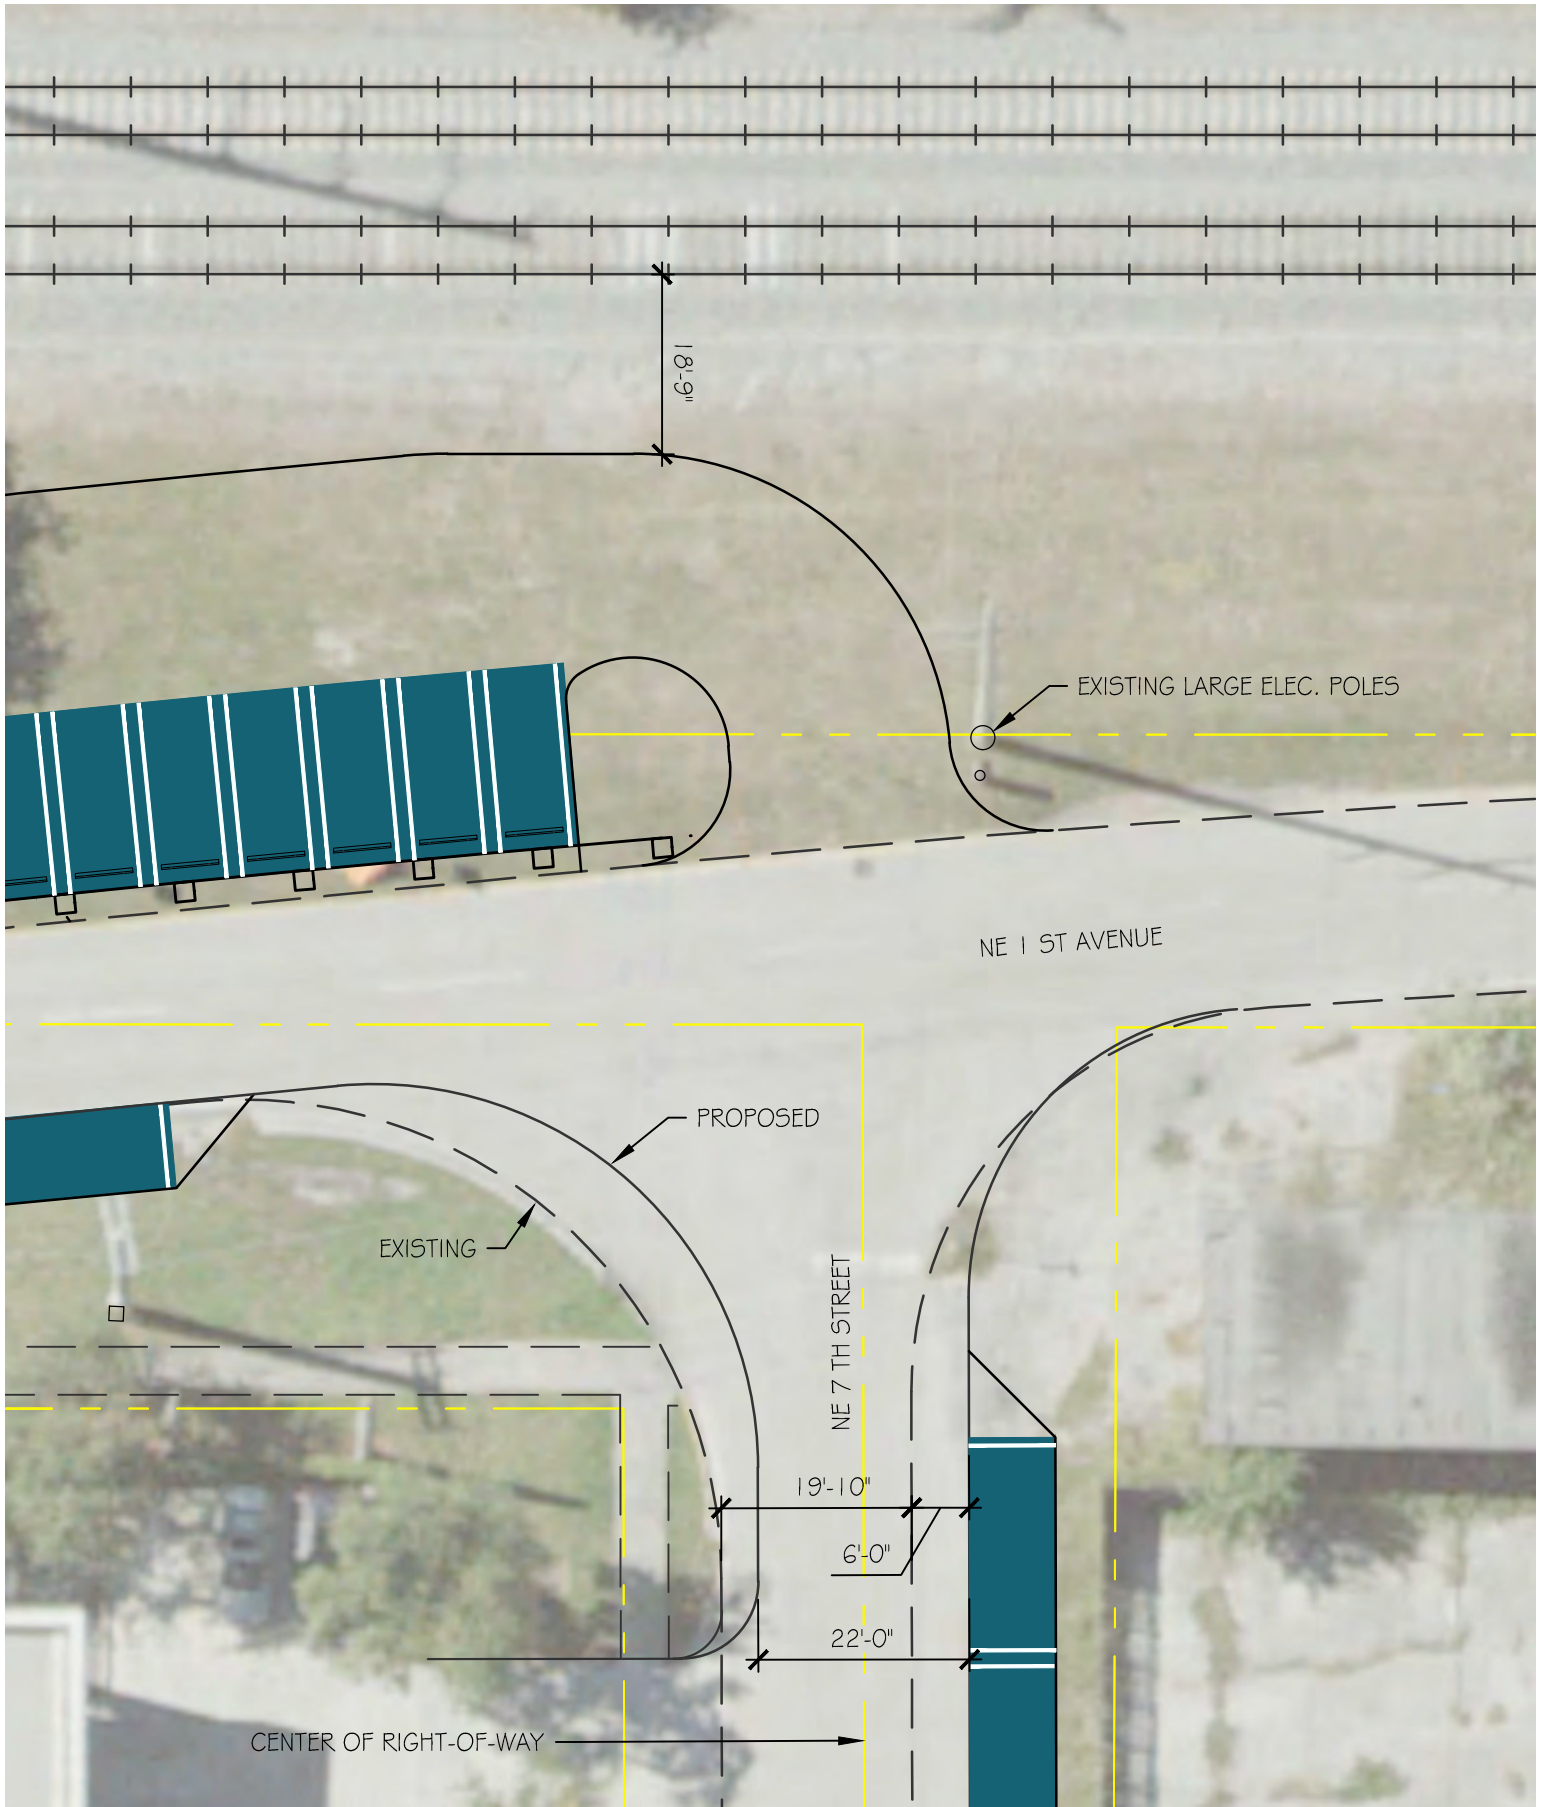 18'-9"
EXISTING LARGE ELEC. POLES
NE 1 ST AVENUE
PROPOSED
EXISTING
NE 7 TH STREET
19'-10"
6'-0"
22'-0"
CENTER OF RIGHT-OF-WAY